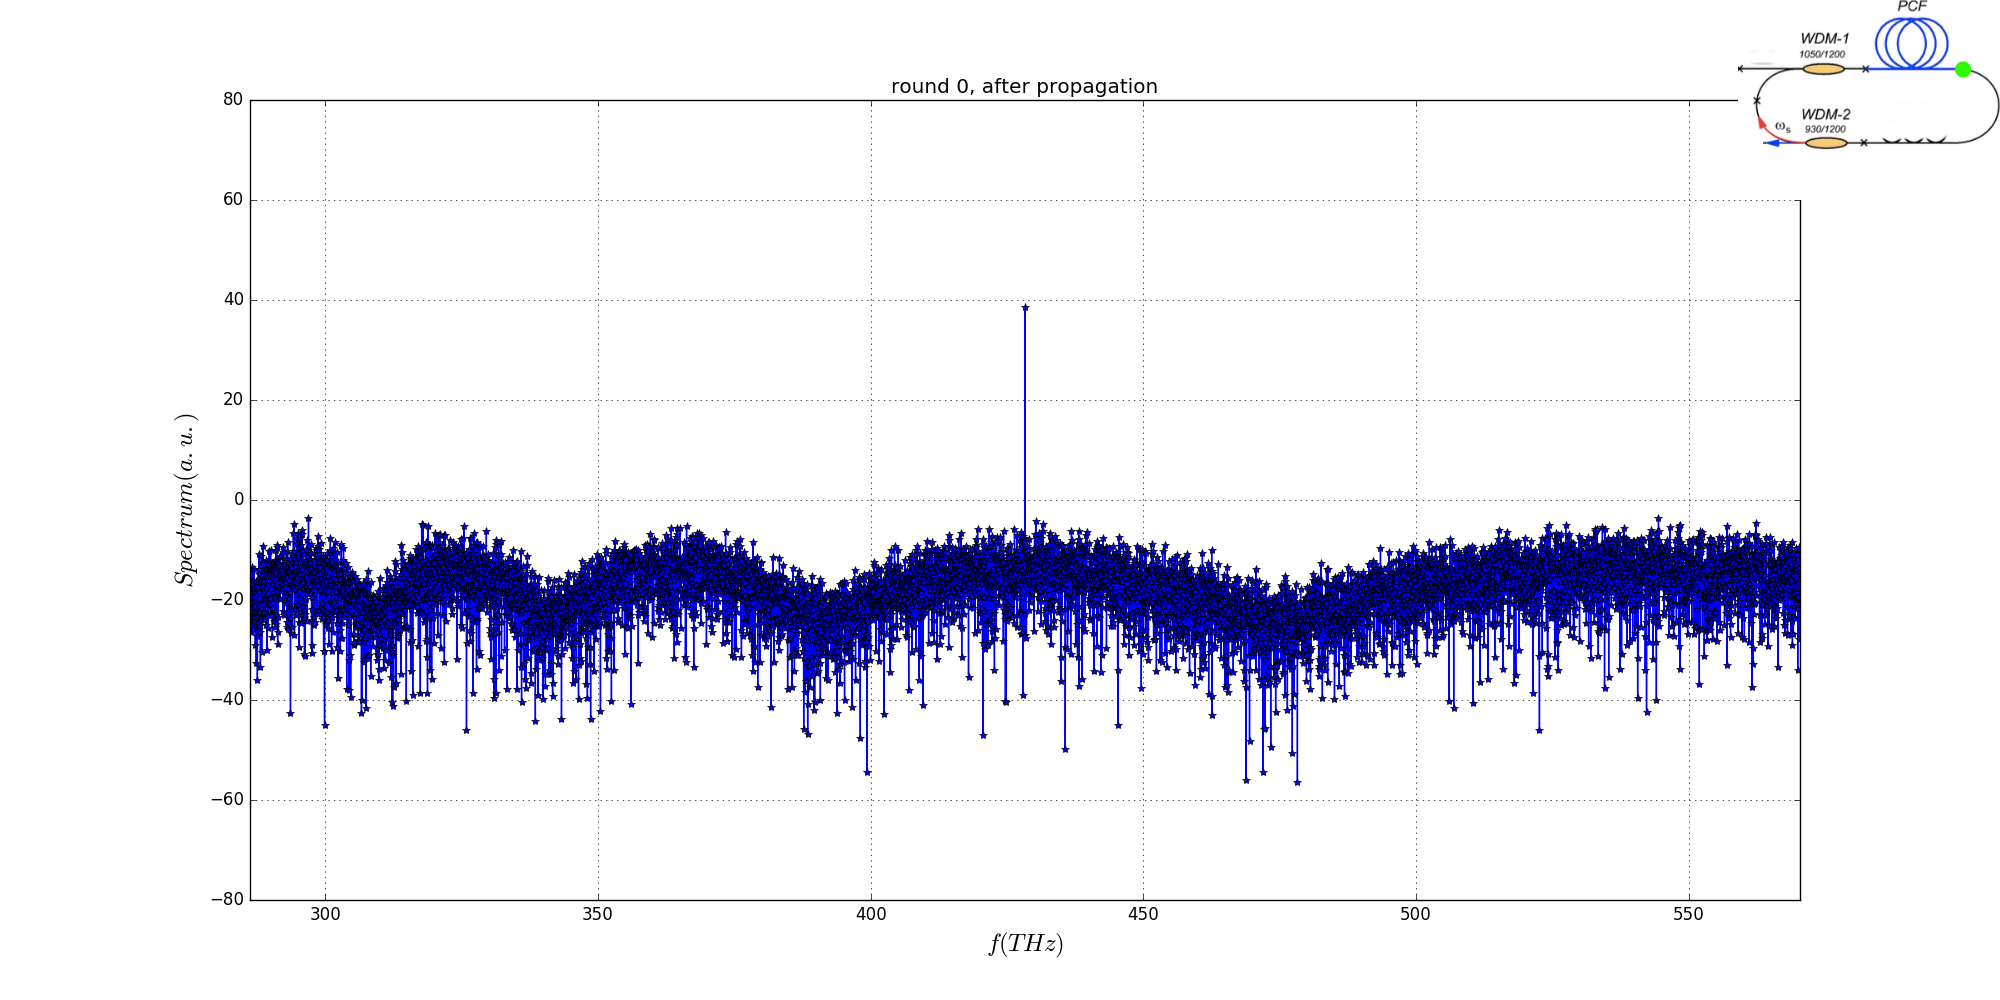 PCF
WDM-1
1050/1200
WDM-2
930/1200
ωs
round 0, after propagation
80
60
40
20
0
−20
−40
−60
−80
Spectrum(a. u. )
300
350
400
450
500
550
f(THz)